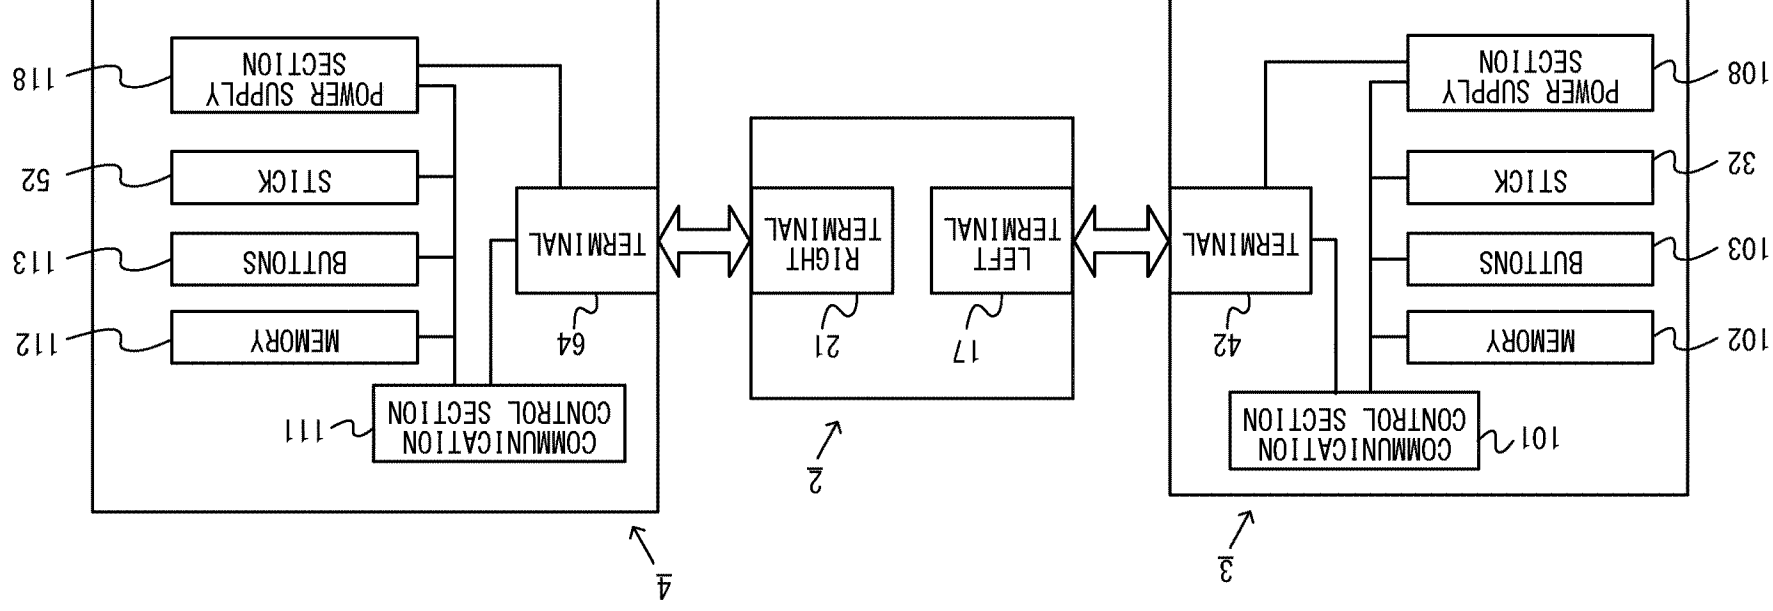 3
101
COMMUNICATION
CONTROL SECTION
102
MEMORY
103
BUTTONS
32
STICK
108
POWER SUPPLY
SECTION
42
TERMINAL
2
17
LEFT
TERMINAL
21
RIGHT
TERMINAL
4
64
TERMINAL
COMMUNICATION
CONTROL SECTION
111
MEMORY
112
BUTTONS
113
STICK
52
POWER SUPPLY
SECTION
118